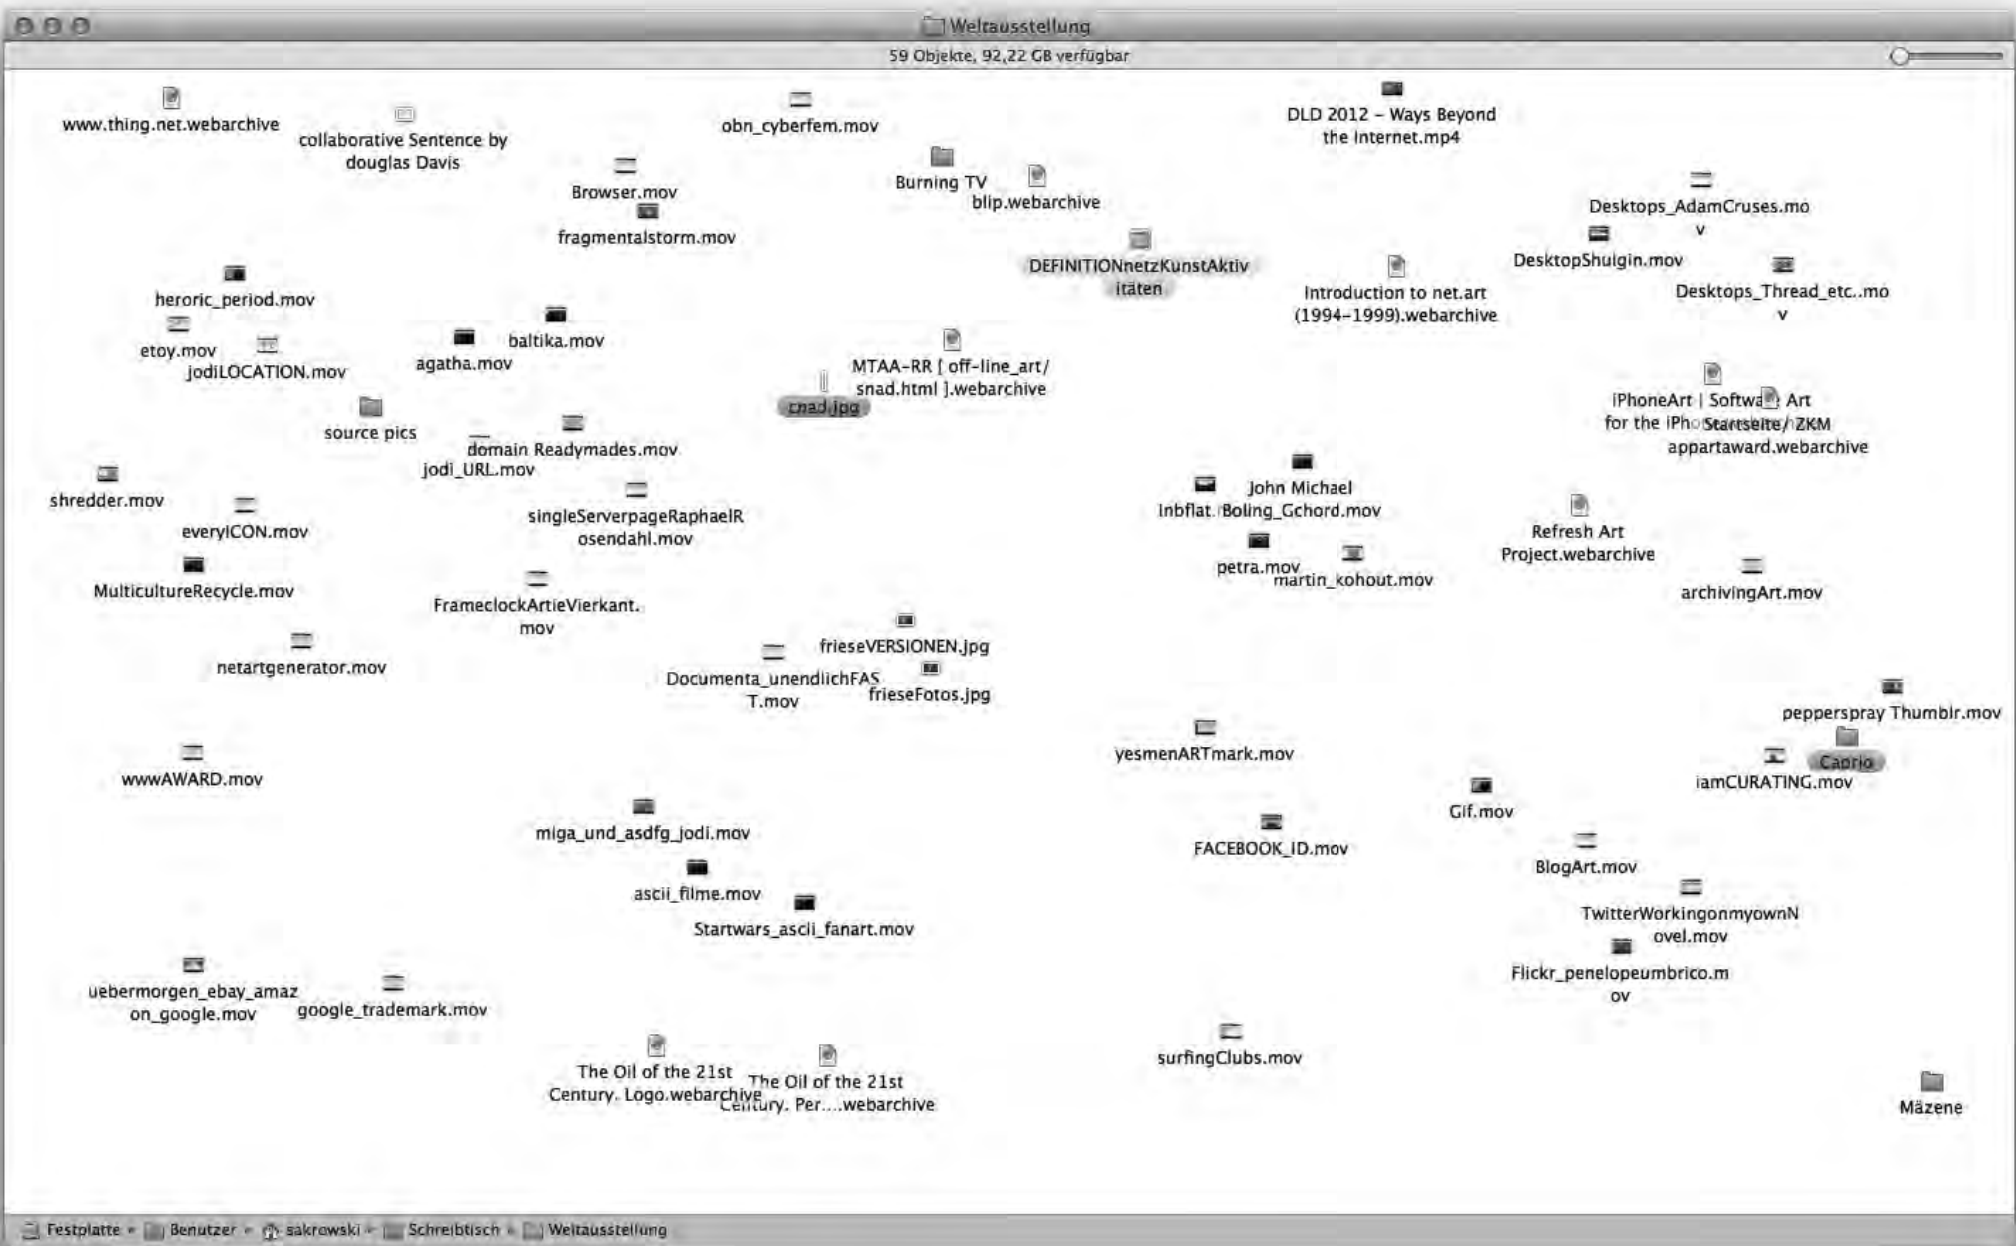 Weltausstellung
59 Objekte, 92,22 GB verfügbar
www.thing.net.webarchive
collaborative Sentence by
douglas Davis
obn_cyberfem.mov
DLD 2012 – Ways Beyond
the Internet.mp4
Browser.mov
Burning TV
blip.webarchive
Desktops_AdamCruses.mo
v
fragmentalstorm.mov
DEFINITIONnetzKunstAktiv
itäten
DesktopShulgin.mov
Desktops_Thread_etc..mo
v
heroric_period.mov
Introduction to net.art
(1994-1999).webarchive
etoy.mov
jodiLOCATION.mov
agatha.mov
baltika.mov
MTAA-RR [ off-line_art/
snad.html ].webarchive
cnad.jpg
iPhoneArt | Software Art
for the
Startseite/ ZKM
appartaward.webarchive
source pics
domain Readymades.mov
jodi_URL.mov
shredder.mov
everyICON.mov
singleServerpageRaphaelR
osendahl.mov
Inbflat.
John Michael
Boling_Gchord.mov
Refresh Art
Project.webarchive
petra.mov
martin_kohout.mov
archivingArt.mov
MulticultureRecycle.mov
FrameclockArtieVierkant.
mov
netartgenerator.mov
frieseVERSIONEN.jpg
Documenta_unendlichFAS
T.mov
frieseFotos.jpg
pepperspray Thumblr.mov
yesmenARTmark.mov
Caprio
iamCURATING.mov
wwwAWARD.mov
Gif.mov
miga_und_asdfg_jodi.mov
FACEBOOK_ID.mov
BlogArt.mov
ascii_filme.mov
Startwars_ascii_fanart.mov
TwitterWorkingonmyownN
ovel.mov
Flickr_penelopeumbrico.m
ov
uebermorgen_ebay_amaz
on_google.mov
google_trademark.mov
surfingClubs.mov
The Oil of the 21st
Century. Logo.webarchive
The Oil of the 21st
Century. Per....webarchive
Mäzene
Festplatte Benutzer sakrowski Schreibtisch Weltausstellung